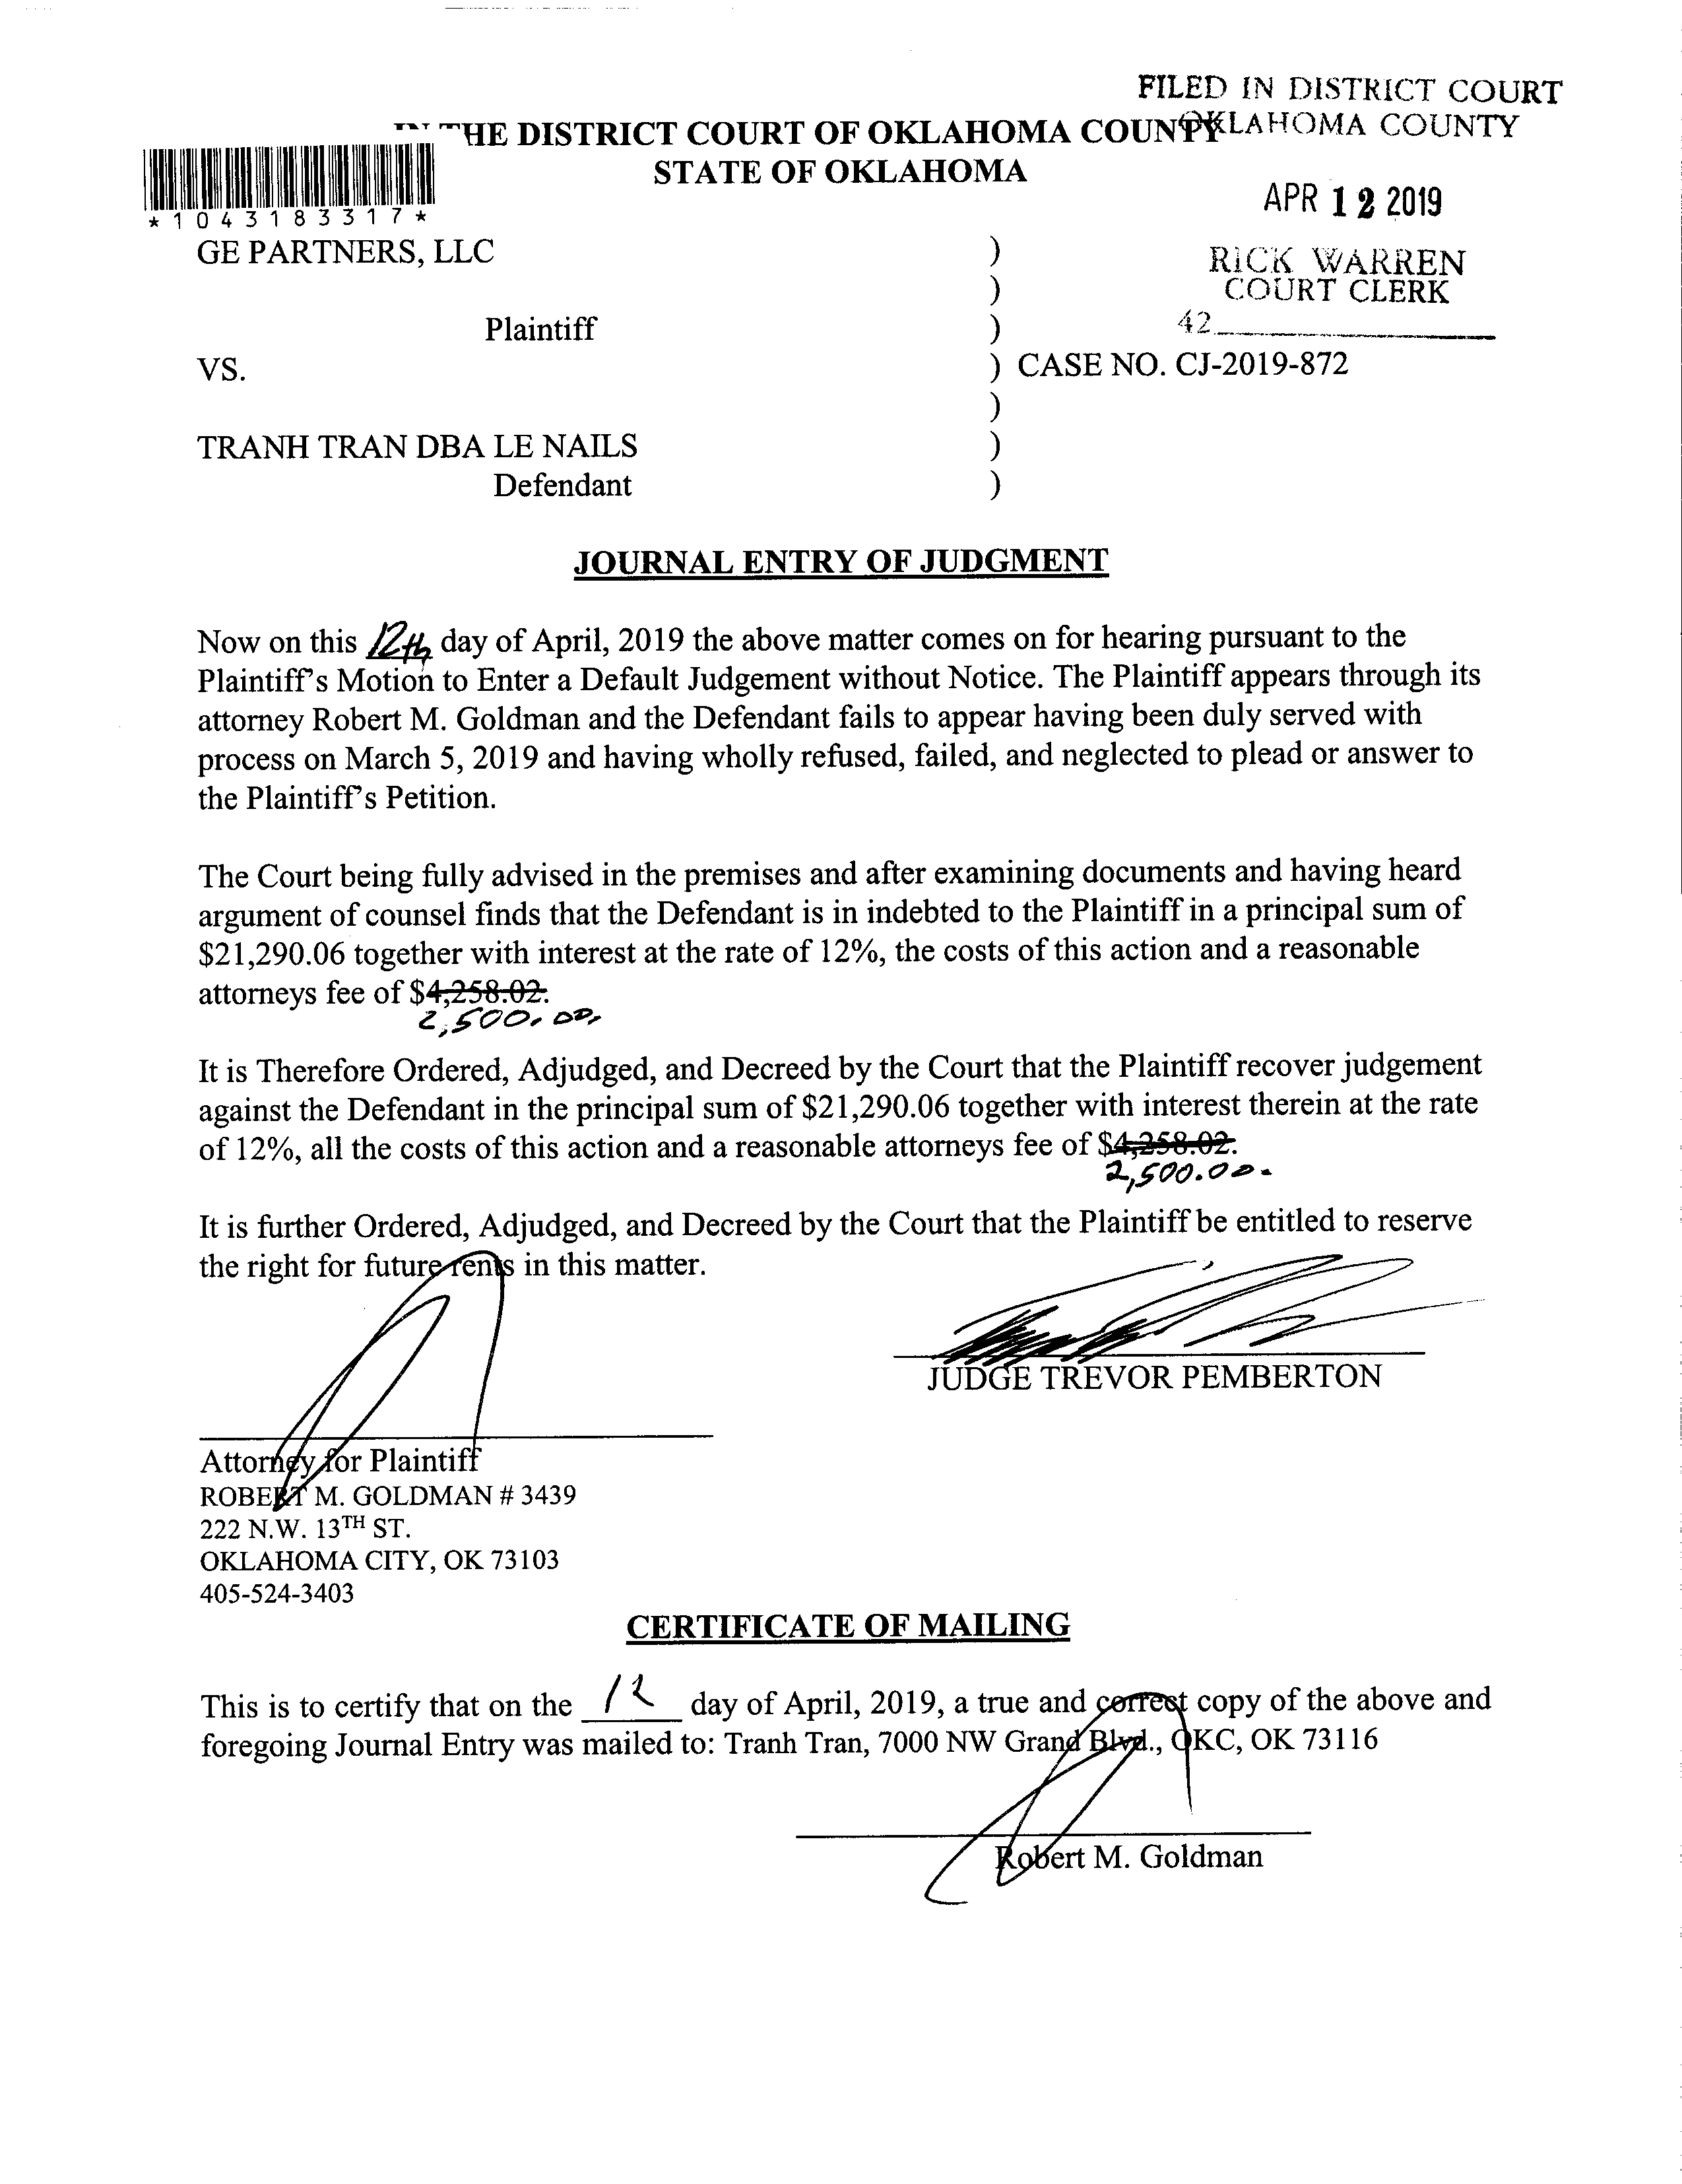 FILED IN DISTRICT COURT
OKLAHOMA COUNTY
THE DISTRICT COURT OF OKLAHOMA COUNTY
STATE OF OKLAHOMA
APR 12 2019
*1043183317*
GE PARTNERS, LLC )
RICK WARREN
) COURT CLERK
Plaintiff ) 42
VS. ) CASE NO. CJ-2019-872
)
TRANH TRAN DBA LE NAILS )
Defendant )
JOURNAL ENTRY OF JUDGMENT
Now on this 12th day of April, 2019 the above matter comes on for hearing pursuant to the
Plaintiff's Motion to Enter a Default Judgement without Notice. The Plaintiff appears through its
attorney Robert M. Goldman and the Defendant fails to appear having been duly served with
process on March 5, 2019 and having wholly refused, failed, and neglected to plead or answer to
the Plaintiff's Petition.
The Court being fully advised in the premises and after examining documents and having heard
argument of counsel finds that the Defendant is in indebted to the Plaintiff in a principal sum of
$21,290.06 together with interest at the rate of 12%, the costs of this action and a reasonable
attorneys fee of $4,258.02.
2,500.00.
It is Therefore Ordered, Adjudged, and Decreed by the Court that the Plaintiff recover judgement
against the Defendant in the principal sum of $21,290.06 together with interest therein at the rate
of 12%, all the costs of this action and a reasonable attorneys fee of $4,258.02.
2,500.00.
It is further Ordered, Adjudged, and Decreed by the Court that the Plaintiff be entitled to reserve
the right for future rents in this matter.
JUDGE TREVOR PEMBERTON
Attorney for Plaintiff
ROBERT M. GOLDMAN # 3439
222 N.W. 13TH ST.
OKLAHOMA CITY, OK 73103
405-524-3403
CERTIFICATE OF MAILING
This is to certify that on the 12 day of April, 2019, a true and correct copy of the above and
foregoing Journal Entry was mailed to: Tranh Tran, 7000 NW Grand Blvd., OKC, OK 73116
Robert M. Goldman